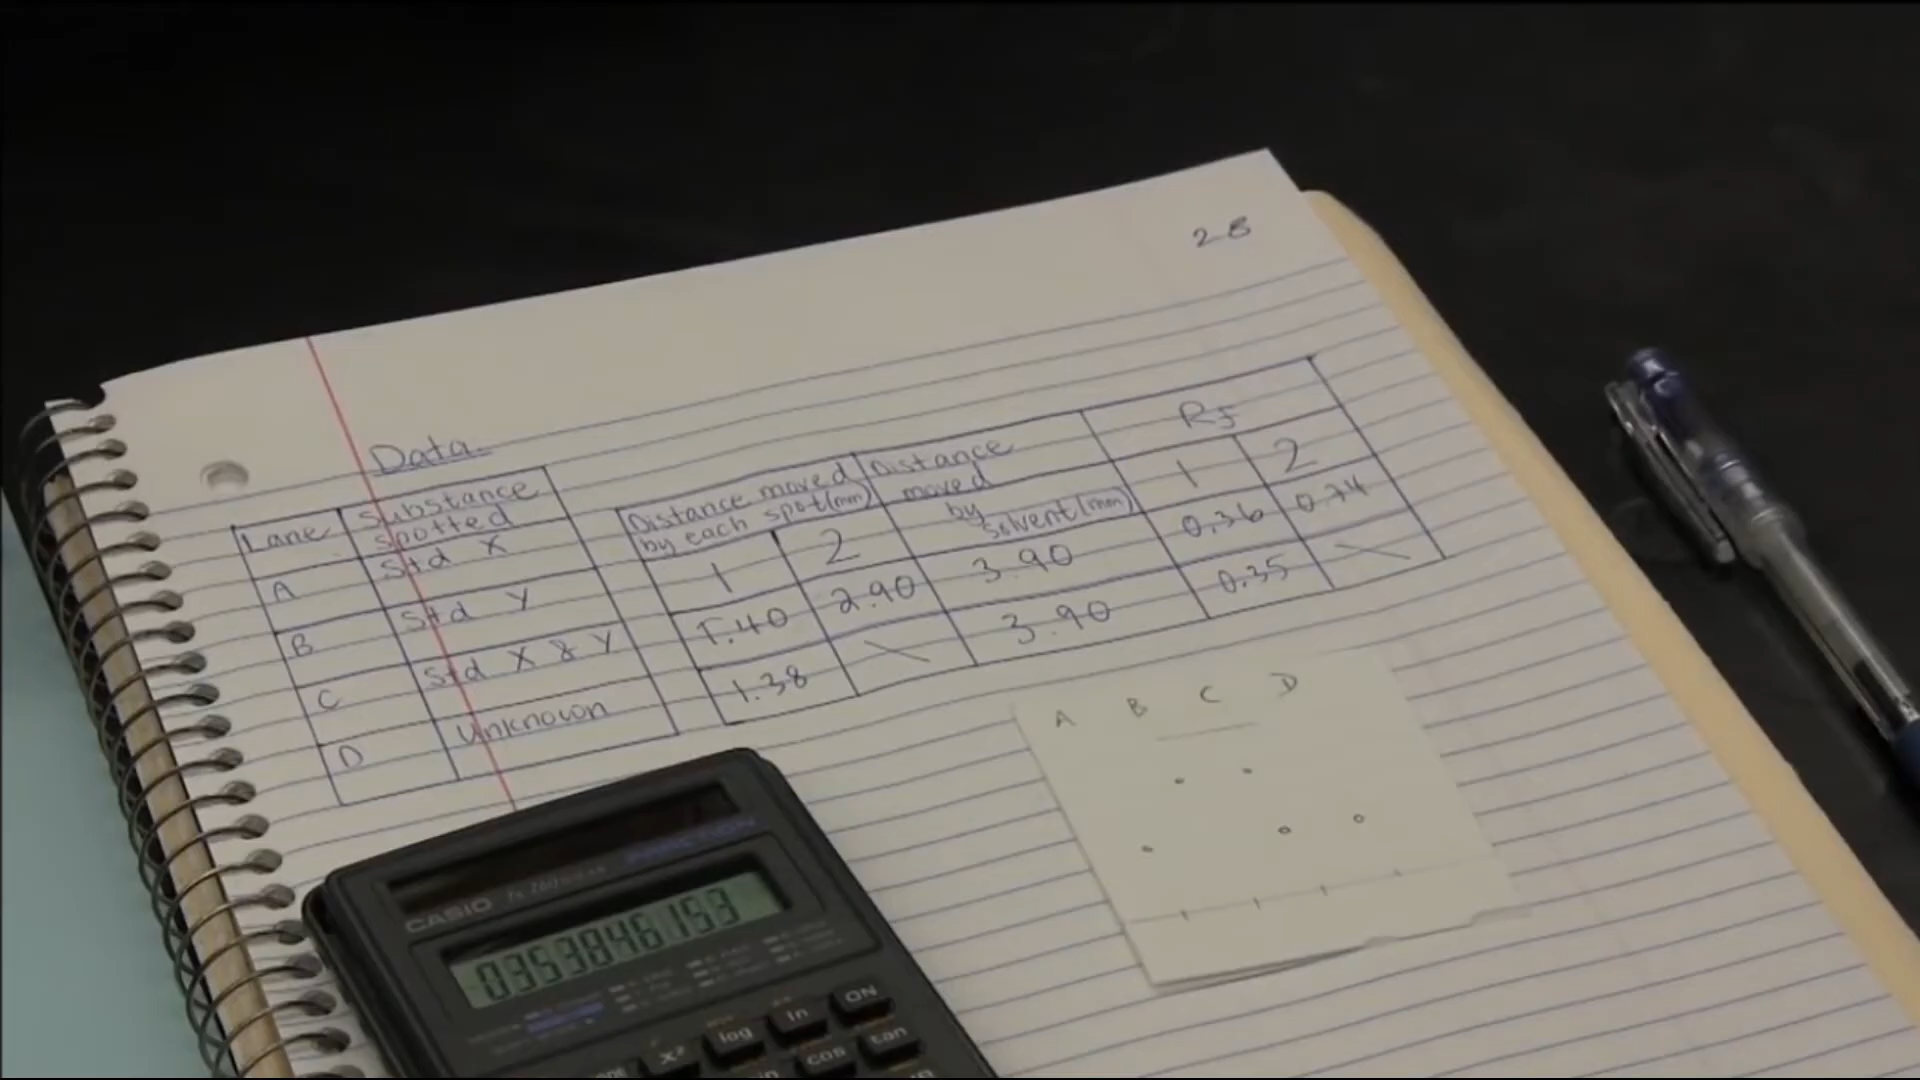 28
Data
Lane Substance spotted
A Std X
B Std Y
C Std X & Y
D Unknown
Distance moved by each spot (mm) Distance moved by solvent (mm) Rf
1 2 1 2
1.40 2.90 3.90 0.36 0.74
1.38 \ 3.90 0.35 \
A B C D
CASIO
0.353846153
ON
x² log ln
cos tan